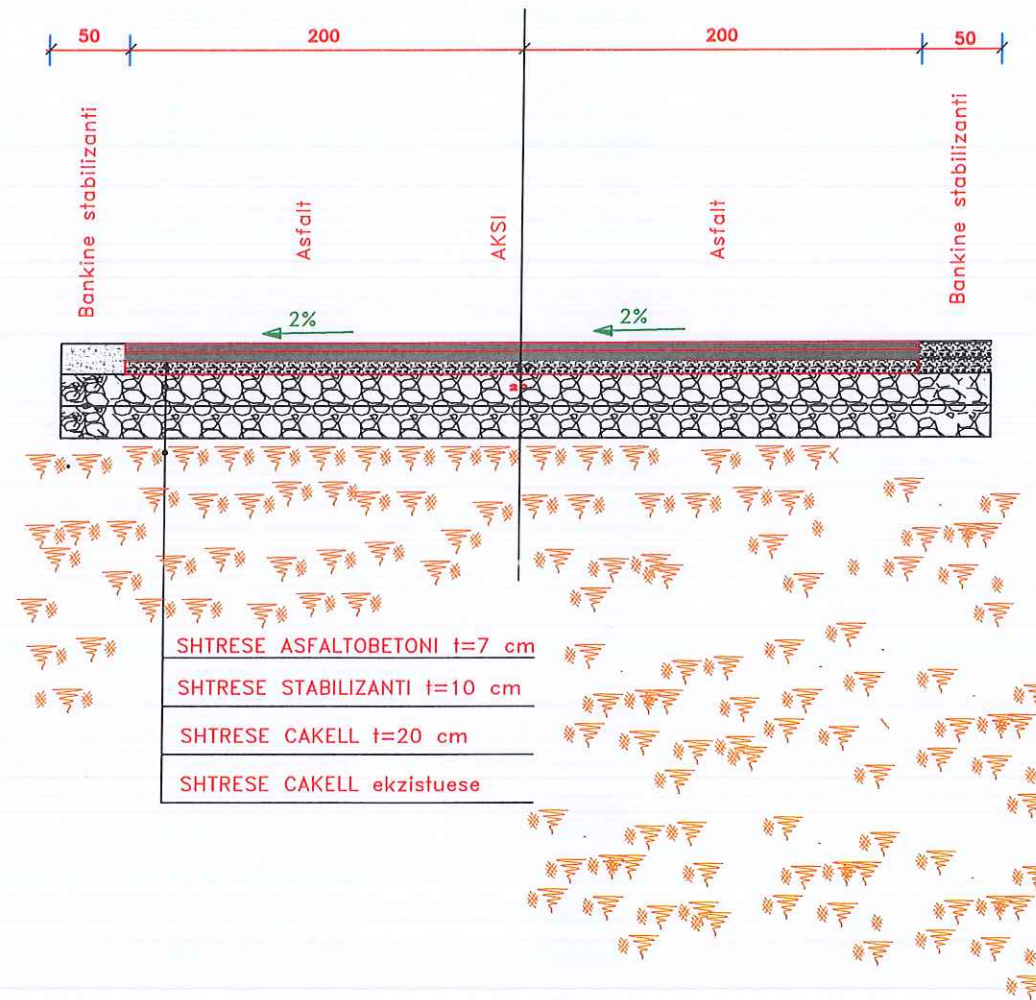 50 200 200 50
Bankine stabilizanti
Asfalt
AKSI
Asfalt
Bankine stabilizanti
2% 2%
SHTRESE ASFALTOBETONI t=7 cm
SHTRESE STABILIZANTI t=10 cm
SHTRESE CAKELL t=20 cm
SHTRESE CAKELL ekzistuese